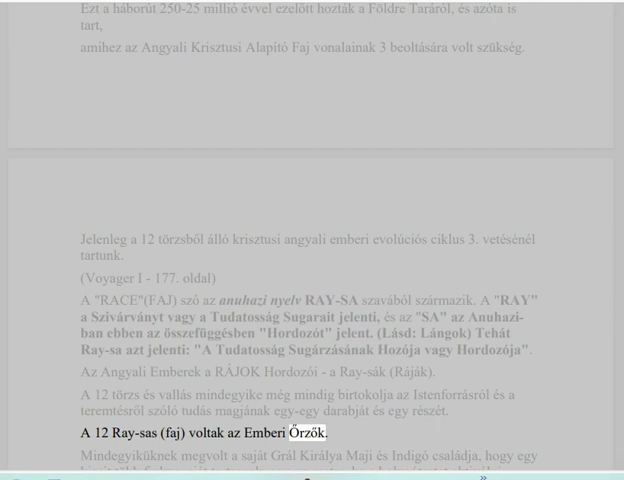 Ezt a háborút 250-25 millió évvel ezelőtt hozták a Földre Taráról, és azóta is
tart,
amihez az Angyali Krisztusi Alapító Faj vonalainak 3 beoltására volt szükség.
Jelenleg a 12 törzsből álló krisztusi angyali emberi evolúciós ciklus 3. vetésénél
tartunk.
(Voyager I - 177. oldal)
A "RACE"(FAJ) szó az anuhazi nyelv RAY-SA szavából származik. A "RAY"
a Szivárványt vagy a Tudatosság Sugarait jelenti, és az "SA" az Anuhazi-
ban ebben az összefüggésben "Hordozót" jelent. (Lásd: Lángok) Tehát
Ray-sa azt jelenti: "A Tudatosság Sugárzásának Hozója vagy Hordozója".
Az Angyali Emberek a RÁJOK Hordozói - a Ray-sák (Ráják).
A 12 törzs és vallás mindegyike még mindig birtokolja az Istenforrásról és a
teremtésről szóló tudás magjának egy-egy darabját és egy részét.
A 12 Ray-sas (faj) voltak az Emberi Őrzők.
Mindegyiküknek megvolt a saját Grál Királya Maji és Indigó családja, hogy egy